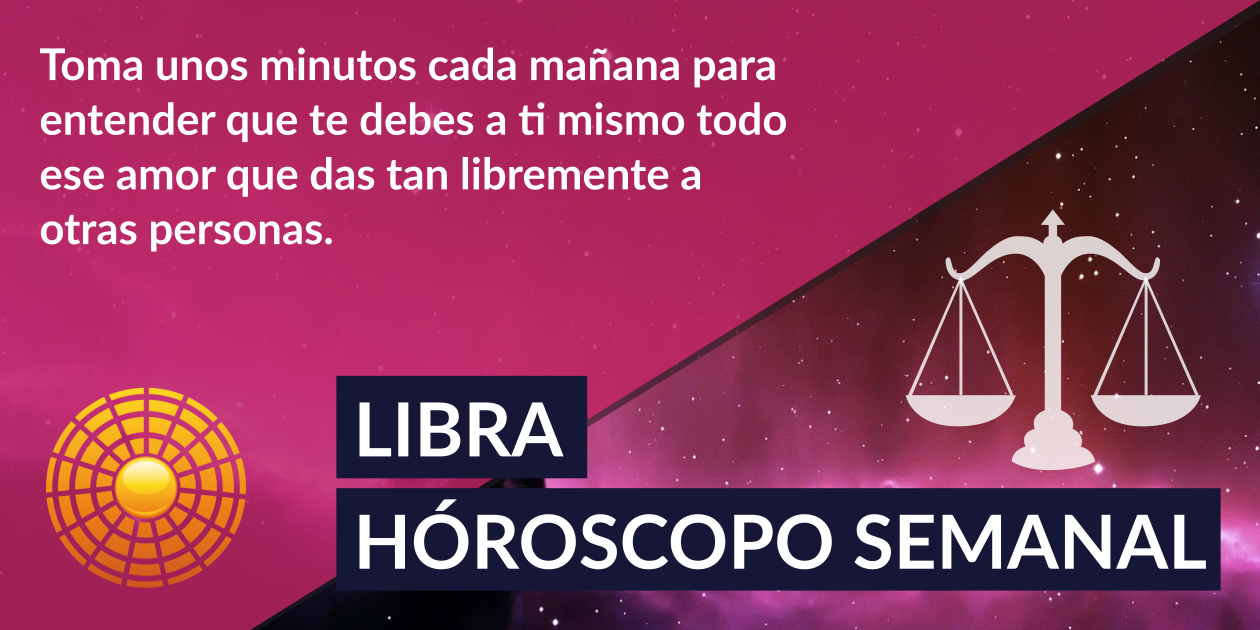 Toma unos minutos cada mañana para
entender que te debes a ti mismo todo
ese amor que das tan libremente a
otras personas.
LIBRA
HÓROSCOPO SEMANAL